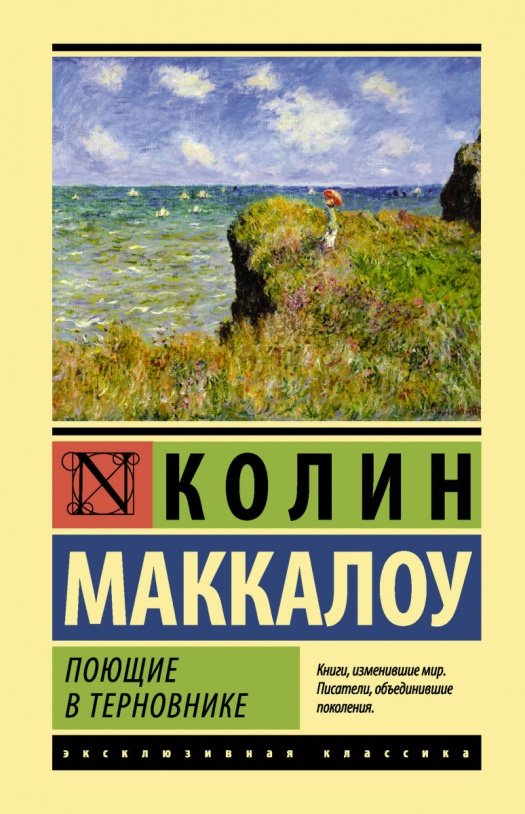 N КОЛИН
МАККАЛОУ
ПОЮЩИЕ
В ТЕРНОВНИКЕ
Книги, изменившие мир.
Писатели, объединившие
поколения.
эксклюзивная классика